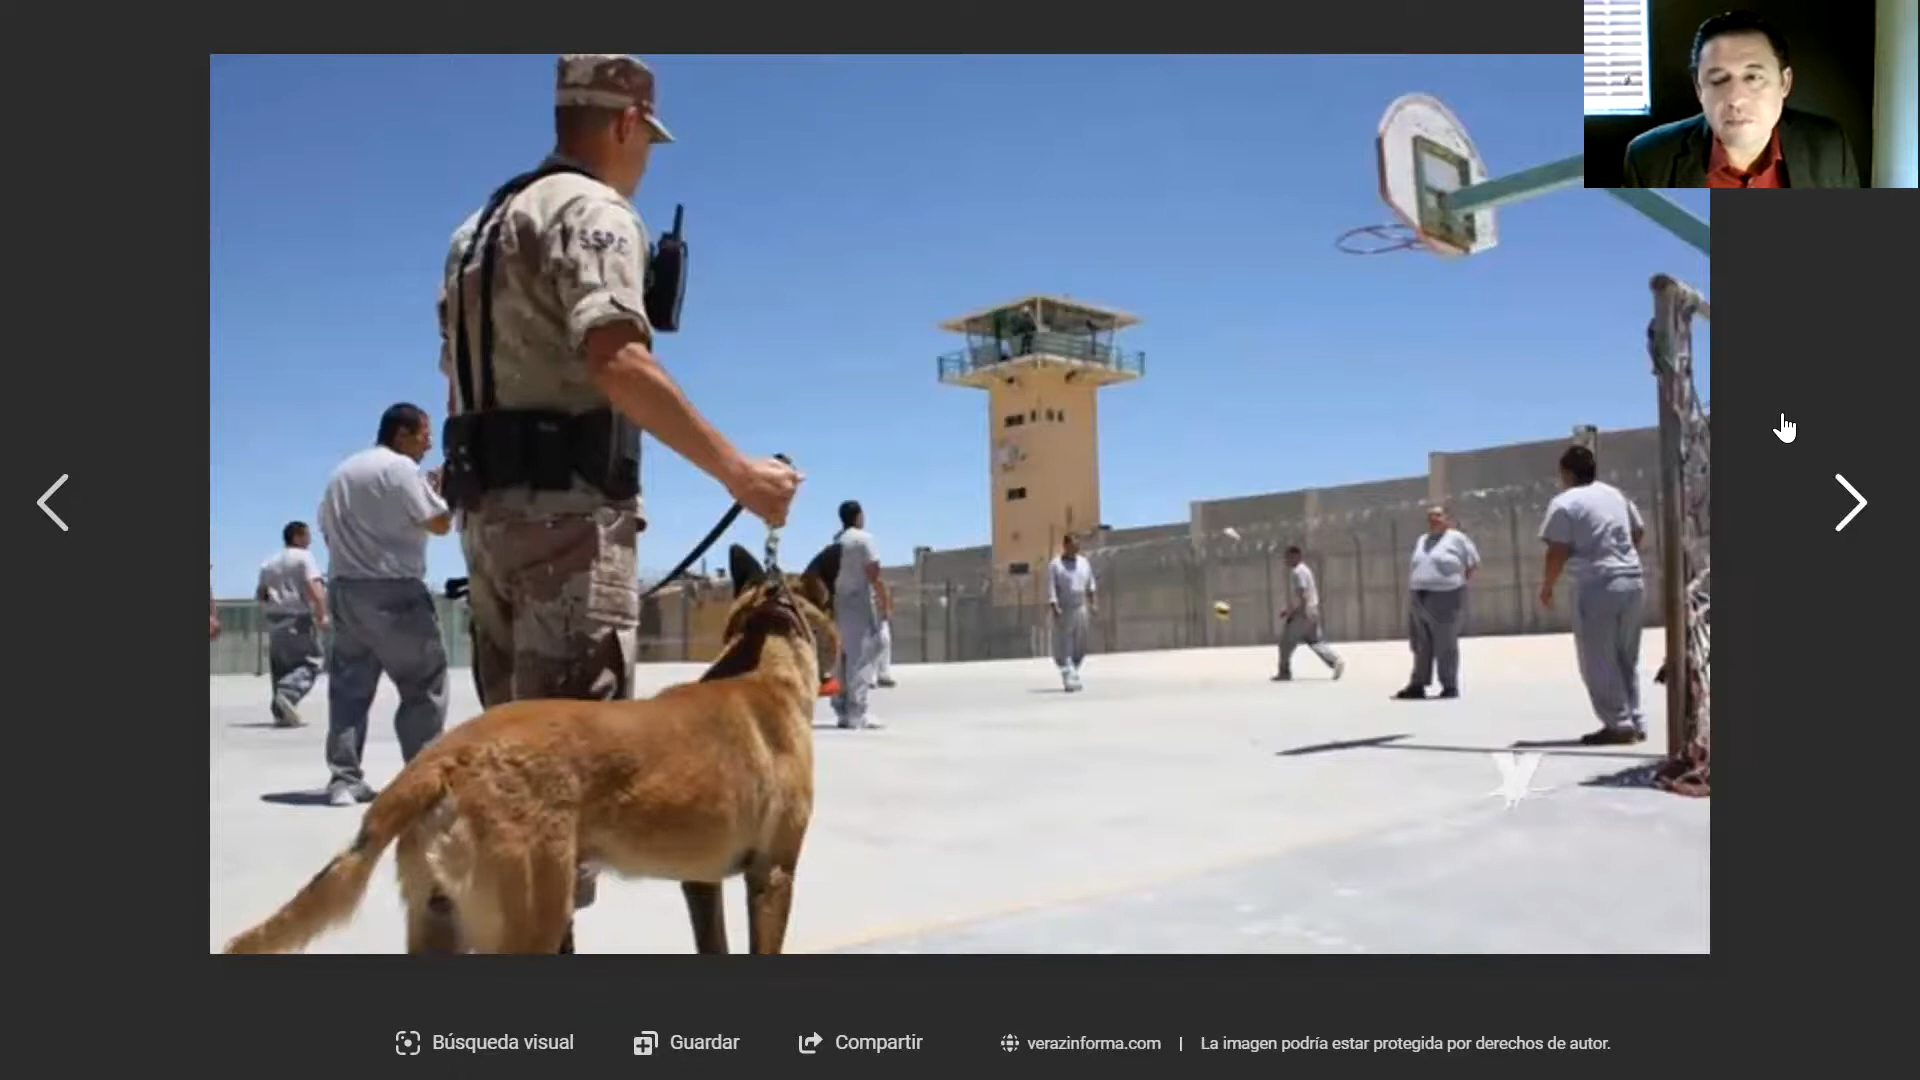 S.S.P.E.
Búsqueda visual
Guardar
Compartir
verazinforma.com | La imagen podría estar protegida por derechos de autor.